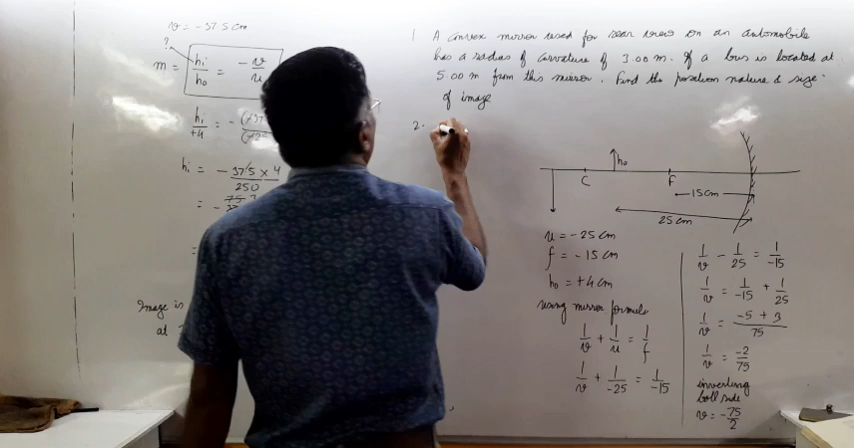 v = -37.5 cm
?
m = hi/ho = -v/u
hi/+4 = -
hi = - 37.5 × 4
250
= -
=
Image is
at
1 A convex mirror used for rear view on an automobile
has a radius of curvature of 3.00 m. If a bus is located at
5.00 m from this mirror. Find the position nature & size
of image
2.
ho
C
F
15cm
25 cm
u = -25 cm
f = -15 cm
ho = +4 cm
using mirror formula
1/v + 1/u = 1/f
1/v + 1/-25 = 1/-15
1/v - 1/25 = 1/-15
1/v = 1/-15 + 1/25
1/v = -5 + 3/75
1/v = -2/75
inverting
both side
v = -75/2